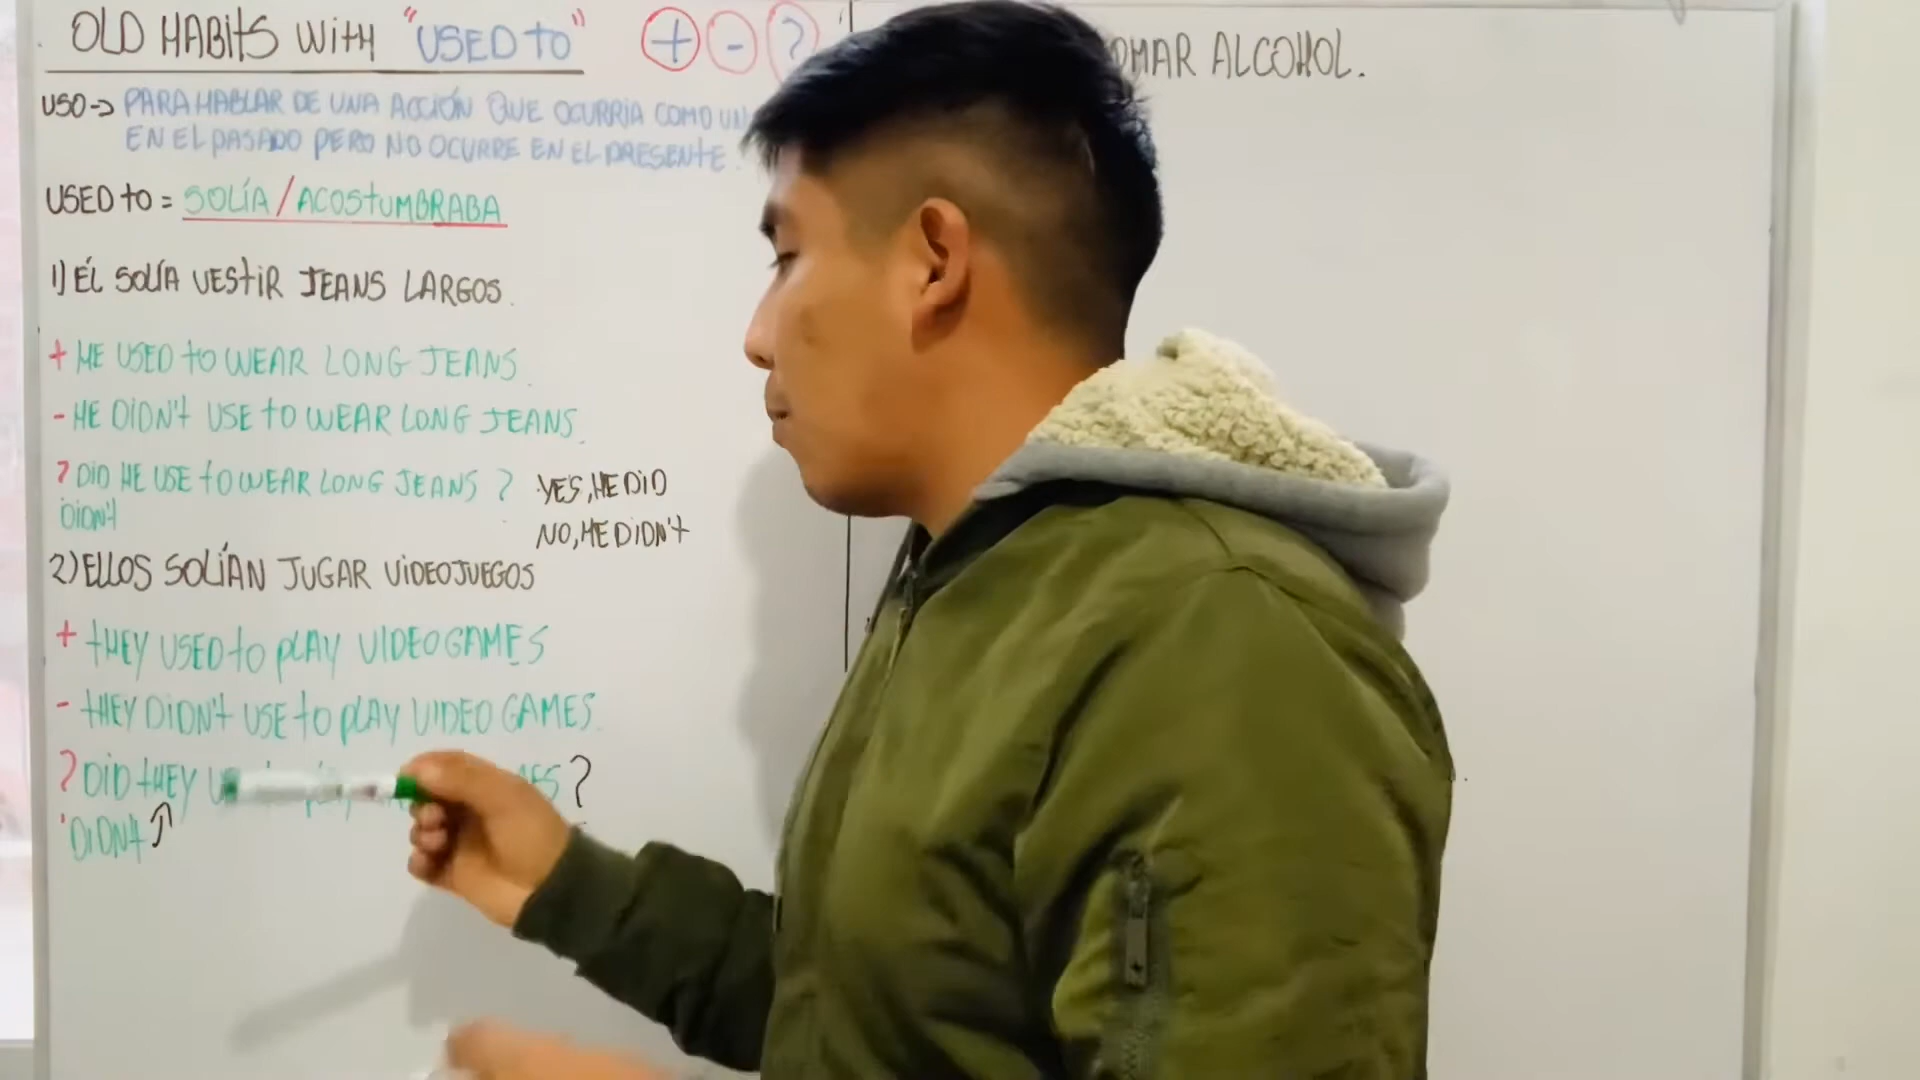 OLD HABITS WITH "USED TO" + - ?
USO → PARA HABLAR DE UNA ACCIÓN QUE OCURRIA COMO UN
EN EL PASADO PERO NO OCURRE EN EL PRESENTE.
USED TO = SOLÍA / ACOSTUMBRABA
1) ÉL SOLÍA VESTIR JEANS LARGOS.
+ HE USED TO WEAR LONG JEANS.
- HE DIDN'T USE TO WEAR LONG JEANS.
? DID HE USE TO WEAR LONG JEANS ? YES, HE DID
DIDN'T
NO, HE DIDN'T
2) ELLOS SOLÍAN JUGAR VIDEOJUEGOS
+ THEY USED TO PLAY VIDEOGAMES
- THEY DIDN'T USE TO PLAY VIDEO GAMES.
? DID THEY ?
DIDN'T
ALCOHOL.